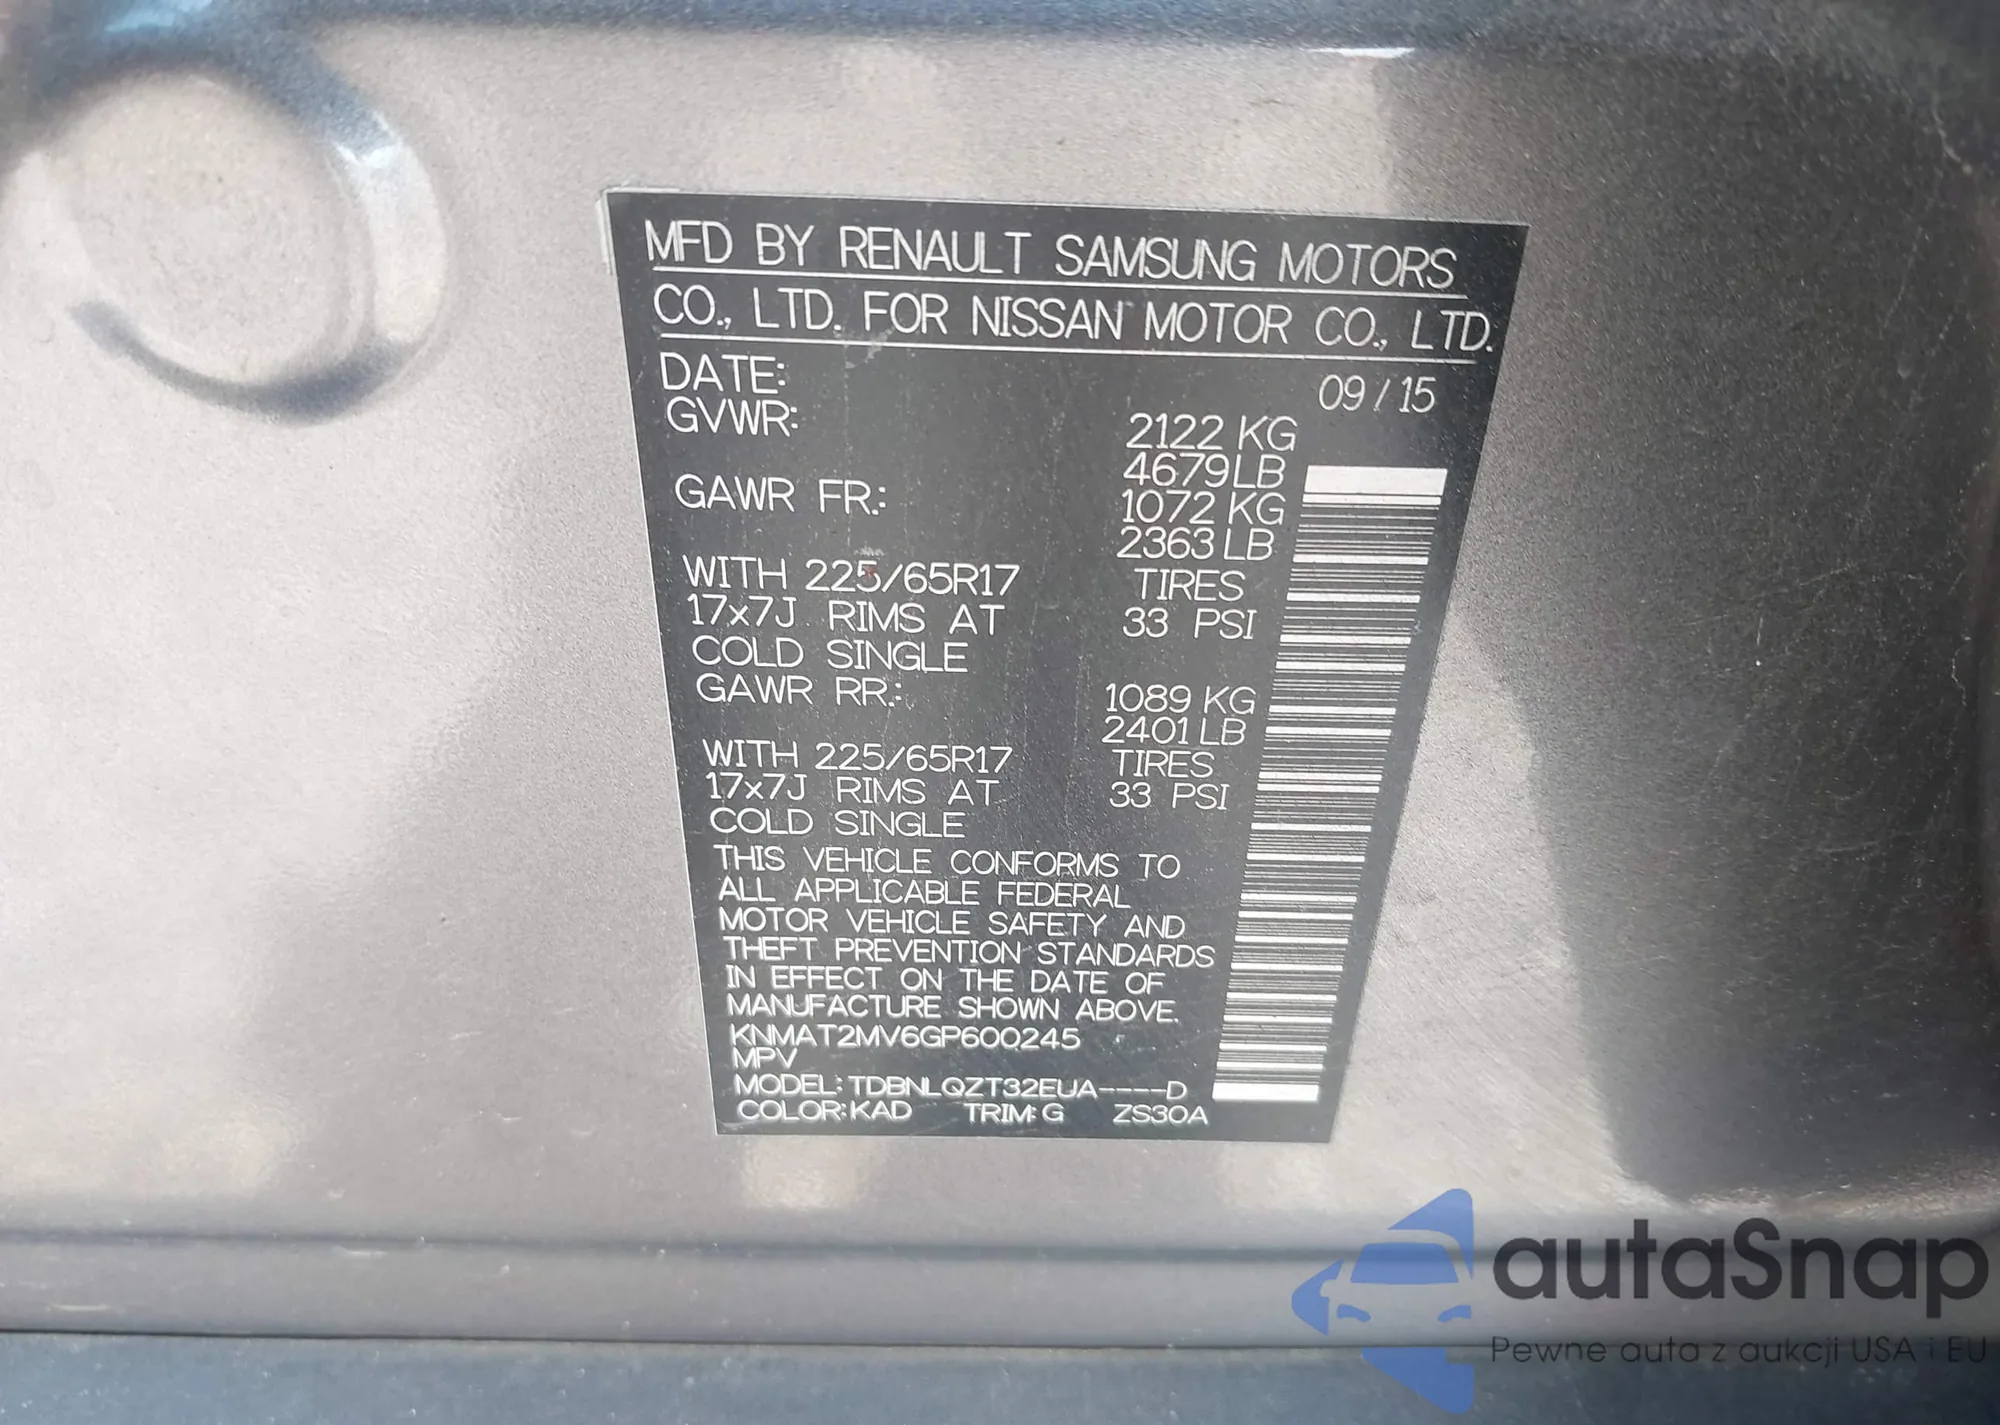 MFD BY RENAULT SAMSUNG MOTORS
CO., LTD. FOR NISSAN MOTOR CO., LTD.
DATE: 09 / 15
GVWR: 2122 KG
4679 LB
GAWR FR.: 1072 KG
2363 LB
WITH 225/65R17 TIRES
17x7J RIMS AT 33 PSI
COLD SINGLE
GAWR RR.: 1089 KG
2401 LB
WITH 225/65R17 TIRES
17x7J RIMS AT 33 PSI
COLD SINGLE
THIS VEHICLE CONFORMS TO
ALL APPLICABLE FEDERAL
MOTOR VEHICLE SAFETY AND
THEFT PREVENTION STANDARDS
IN EFFECT ON THE DATE OF
MANUFACTURE SHOWN ABOVE.
KNMAT2MV6GP600245
MPV
MODEL: TDBNLQZT32EUA----D
COLOR: KAD TRIM: G ZS30A
autaSnap
Pewne auta z aukcji USA i EU